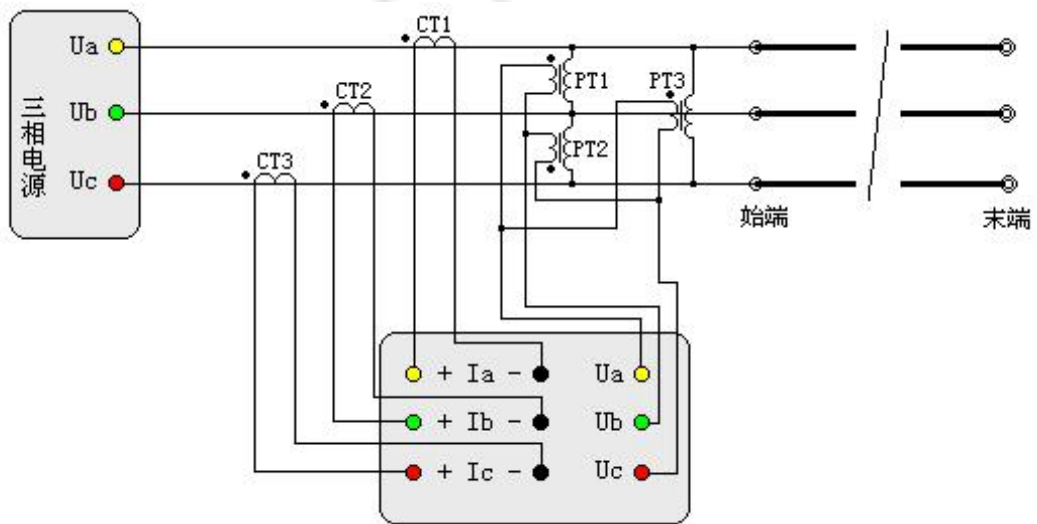 三相电源
Ua
Ub
Uc
CT1
CT2
CT3
PT1
PT2
PT3
始端
末端
+ Ia - Ua
+ Ib - Ub
+ Ic - Uc